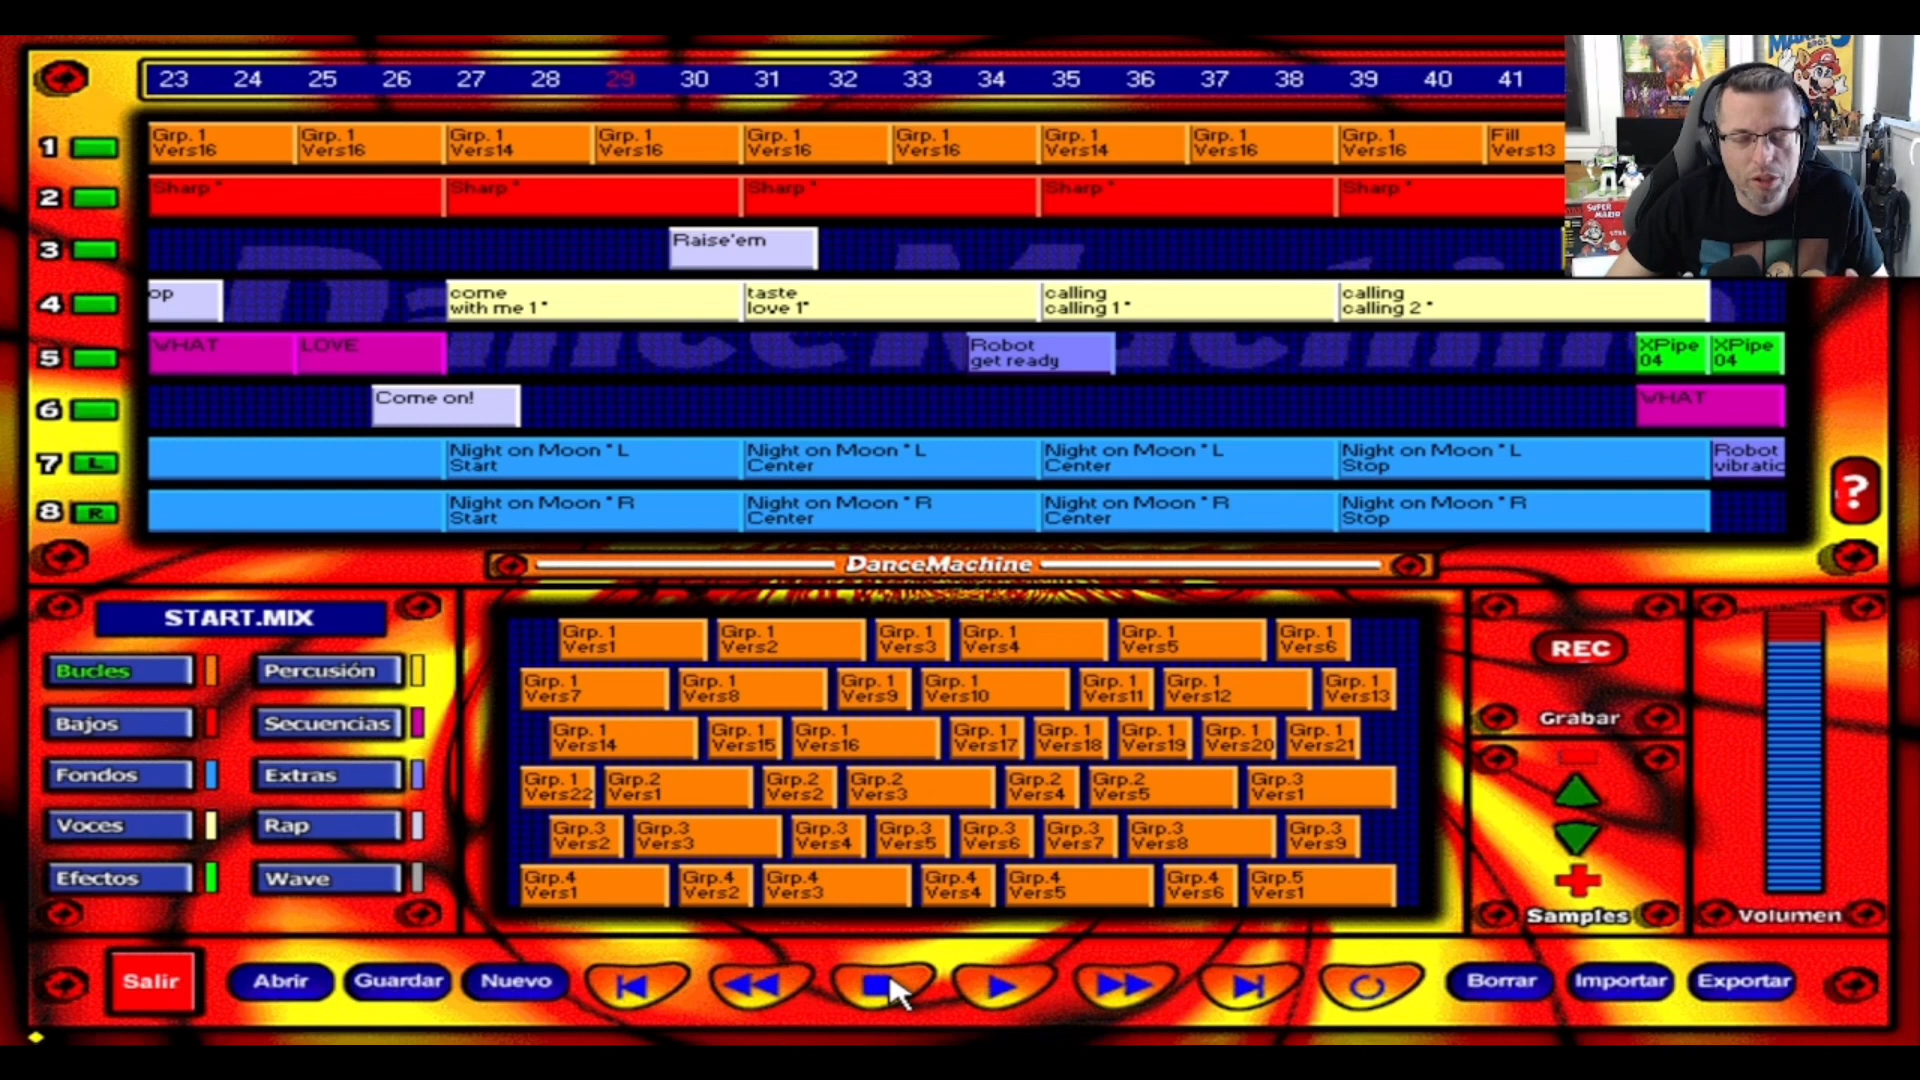 23 24 25 26 27 28 29 30 31 32 33 34 35 36 37 38 39 40 41
1 Grp. 1 Grp. 1 Grp. 1 Grp. 1 Grp. 1 Grp. 1 Grp. 1 Grp. 1 Grp. 1 Fill
Vers16 Vers16 Vers14 Vers16 Vers16 Vers16 Vers14 Vers16 Vers16 Vers13
2 Sharp * Sharp * Sharp * Sharp * Sharp *
3 Raise'em
4 op come taste calling calling
with me 1 * love 1* calling 1 * calling 2 *
5 WHAT LOVE Robot XPipe XPipe
get ready 04 04
6 Come on! WHAT
7 L Night on Moon * L Night on Moon * L Night on Moon * L Night on Moon * L Robot
Start Center Center Stop vibratic
8 R Night on Moon * R Night on Moon * R Night on Moon * R Night on Moon * R
Start Center Center Stop
?
SUPER
MARIO
DanceMachine
START.MIX
Bucles Percusión
Bajos Secuencias
Fondos Extras
Voces Rap
Efectos Wave
Grp. 1 Grp. 1 Grp. 1 Grp. 1 Grp. 1 Grp. 1
Vers1 Vers2 Vers3 Vers4 Vers5 Vers6
Grp. 1 Grp. 1 Grp. 1 Grp. 1 Grp. 1 Grp. 1 Grp. 1
Vers7 Vers8 Vers9 Vers10 Vers11 Vers12 Vers13
Grp. 1 Grp. 1 Grp. 1 Grp. 1 Grp. 1 Grp. 1 Grp. 1 Grp. 1
Vers14 Vers15 Vers16 Vers17 Vers18 Vers19 Vers20 Vers21
Grp. 1 Grp.2 Grp.2 Grp.2 Grp.2 Grp.2 Grp.3
Vers22 Vers1 Vers2 Vers3 Vers4 Vers5 Vers1
Grp.3 Grp.3 Grp.3 Grp.3 Grp.3 Grp.3 Grp.3 Grp.3
Vers2 Vers3 Vers4 Vers5 Vers6 Vers7 Vers8 Vers9
Grp.4 Grp.4 Grp.4 Grp.4 Grp.4 Grp.4 Grp.5
Vers1 Vers2 Vers3 Vers4 Vers5 Vers6 Vers1
REC
Grabar
Samples
Volumen
Salir Abrir Guardar Nuevo Borrar Importar Exportar